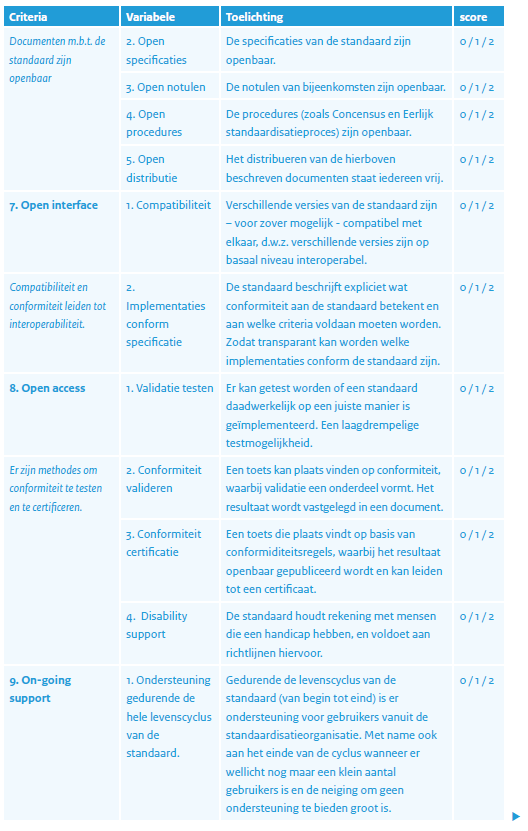 Criteria Variabele Toelichting score
Documenten m.b.t. de
standaard zijn
openbaar
2. Open
specificaties
De specificaties van de standaard zijn
openbaar.
0 / 1 / 2
3. Open notulen De notulen van bijeenkomsten zijn openbaar. 0 / 1 / 2
4. Open
procedures
De procedures (zoals Concensus en Eerlijk
standaardisatieproces) zijn openbaar.
0 / 1 / 2
5. Open
distributie
Het distribueren van de hierboven
beschreven documenten staat iedereen vrij.
0 / 1 / 2
7. Open interface
1. Compatibiliteit
Verschillende versies van de standaard zijn
– voor zover mogelijk - compatibel met
elkaar, d.w.z. verschillende versies zijn op
basaal niveau interoperabel.
0 / 1 / 2
Compatibiliteit en
conformiteit leiden tot
interoperabiliteit.
2.
Implementaties
conform
specificatie
De standaard beschrijft expliciet wat
conformiteit aan de standaard betekent en
aan welke criteria voldaan moeten worden.
Zodat transparant kan worden welke
implementaties conform de standaard zijn.
0 / 1 / 2
8. Open access
1. Validatie testen
Er kan getest worden of een standaard
daadwerkelijk op een juiste manier is
geïmplementeerd. Een laagdrempelige
testmogelijkheid.
0 / 1 / 2
Er zijn methodes om
conformiteit te testen
en te certificeren.
2. Conformiteit
valideren
Een toets kan plaats vinden op conformiteit,
waarbij validatie een onderdeel vormt. Het
resultaat wordt vastgelegd in een document.
0 / 1 / 2
3. Conformiteit
certificatie
Een toets die plaats vindt op basis van
conformiditeitsregels, waarbij het resultaat
openbaar gepubliceerd wordt en kan leiden
tot een certificaat.
0 / 1 / 2
4. Disability
support
De standaard houdt rekening met mensen
die een handicap hebben, en voldoet aan
richtlijnen hiervoor.
0 / 1 / 2
9. On-going
support
1. Ondersteuning
gedurende de
hele levenscyclus
van de
standaard.
Gedurende de levenscyclus van de
standaard (van begin tot eind) is er
ondersteuning voor gebruikers vanuit de
standaardisatieorganisatie. Met name ook
aan het einde van de cyclus wanneer er
wellicht nog maar een klein aantal
gebruikers is en de neiging om geen
ondersteuning te bieden groot is.
0 / 1 / 2